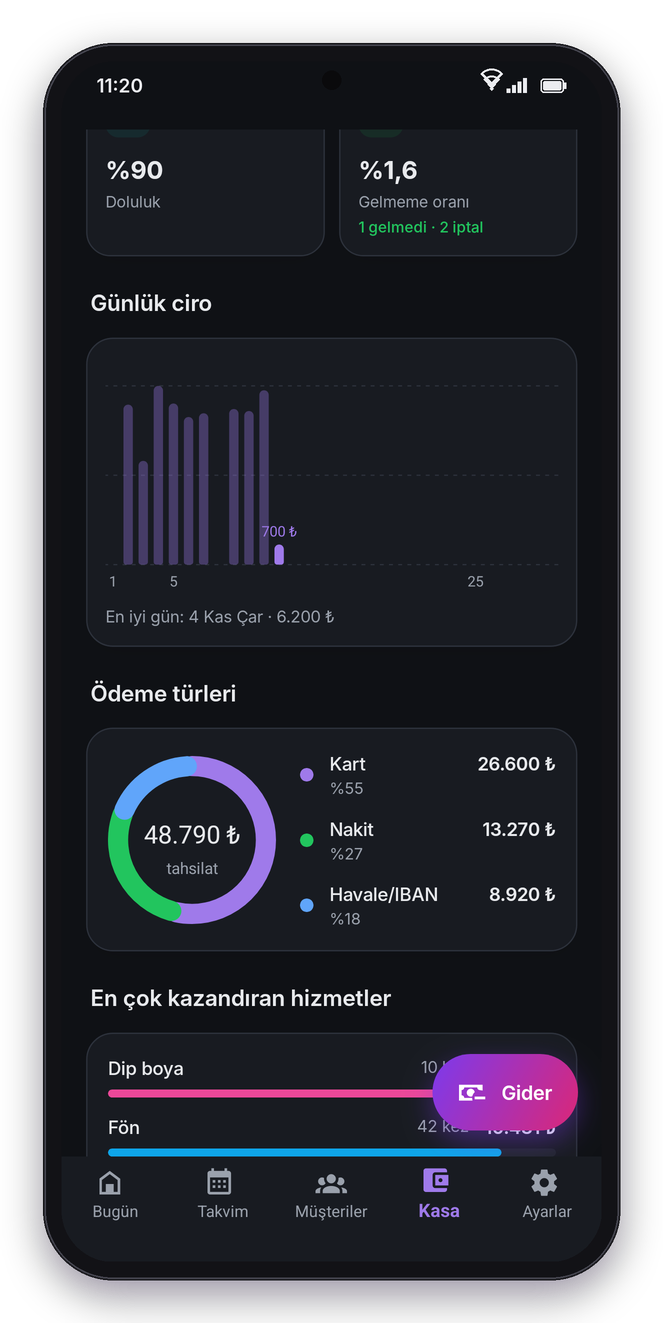 11:20
%90
Doluluk
%1,6
Gelmeme oranı
1 gelmedi · 2 iptal
Günlük ciro
700 ₺
1 5 25
En iyi gün: 4 Kas Çar · 6.200 ₺
Ödeme türleri
48.790 ₺
tahsilat
Kart 26.600 ₺
%55
Nakit 13.270 ₺
%27
Havale/IBAN 8.920 ₺
%18
En çok kazandıran hizmetler
Dip boya 10
Gider
Fön 42
Bugün Takvim Müşteriler Kasa Ayarlar